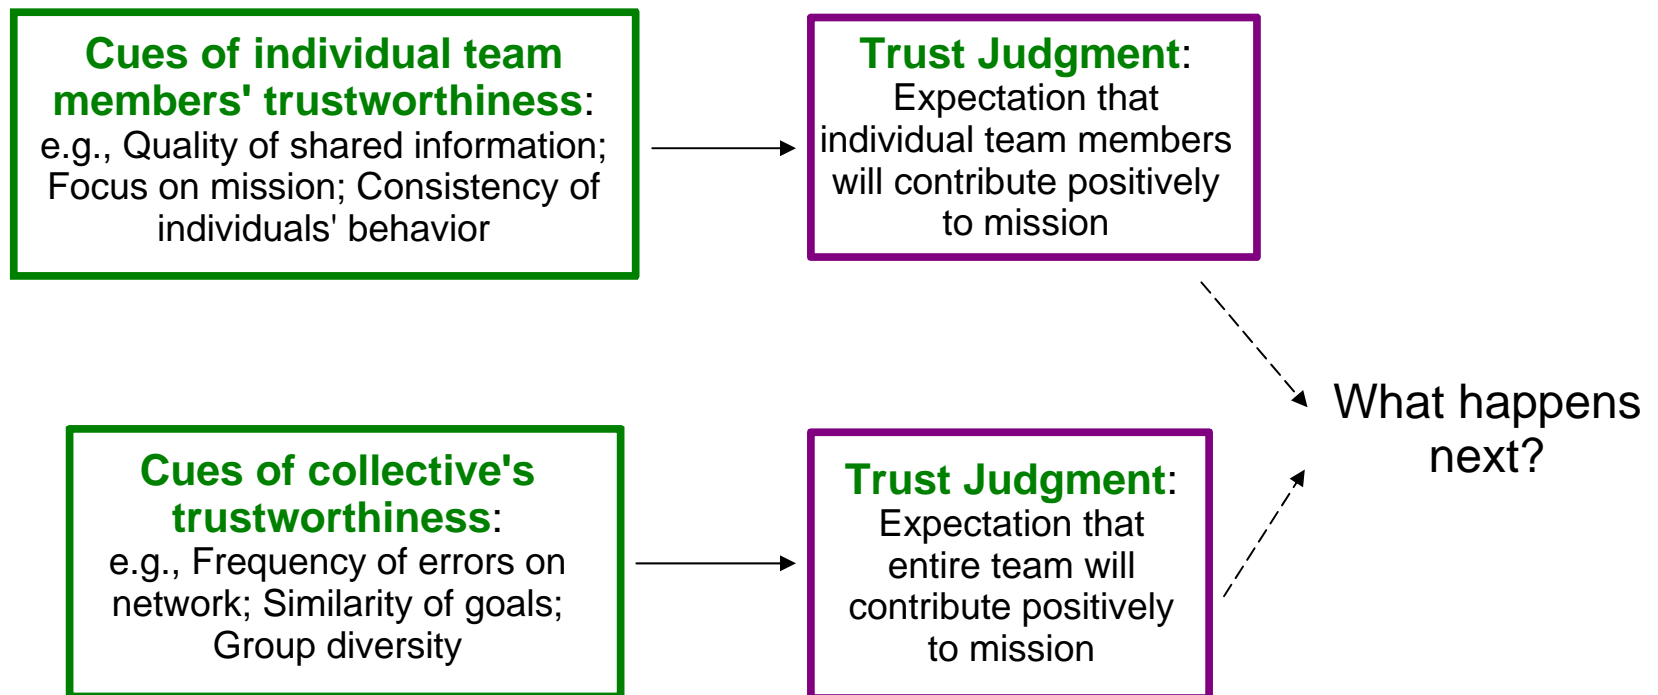 Cues of individual team
members' trustworthiness:
e.g., Quality of shared information;
Focus on mission; Consistency of
individuals' behavior
Trust Judgment:
Expectation that
individual team members
will contribute positively
to mission
What happens
next?
Cues of collective's
trustworthiness:
e.g., Frequency of errors on
network; Similarity of goals;
Group diversity
Trust Judgment:
Expectation that
entire team will
contribute positively
to mission